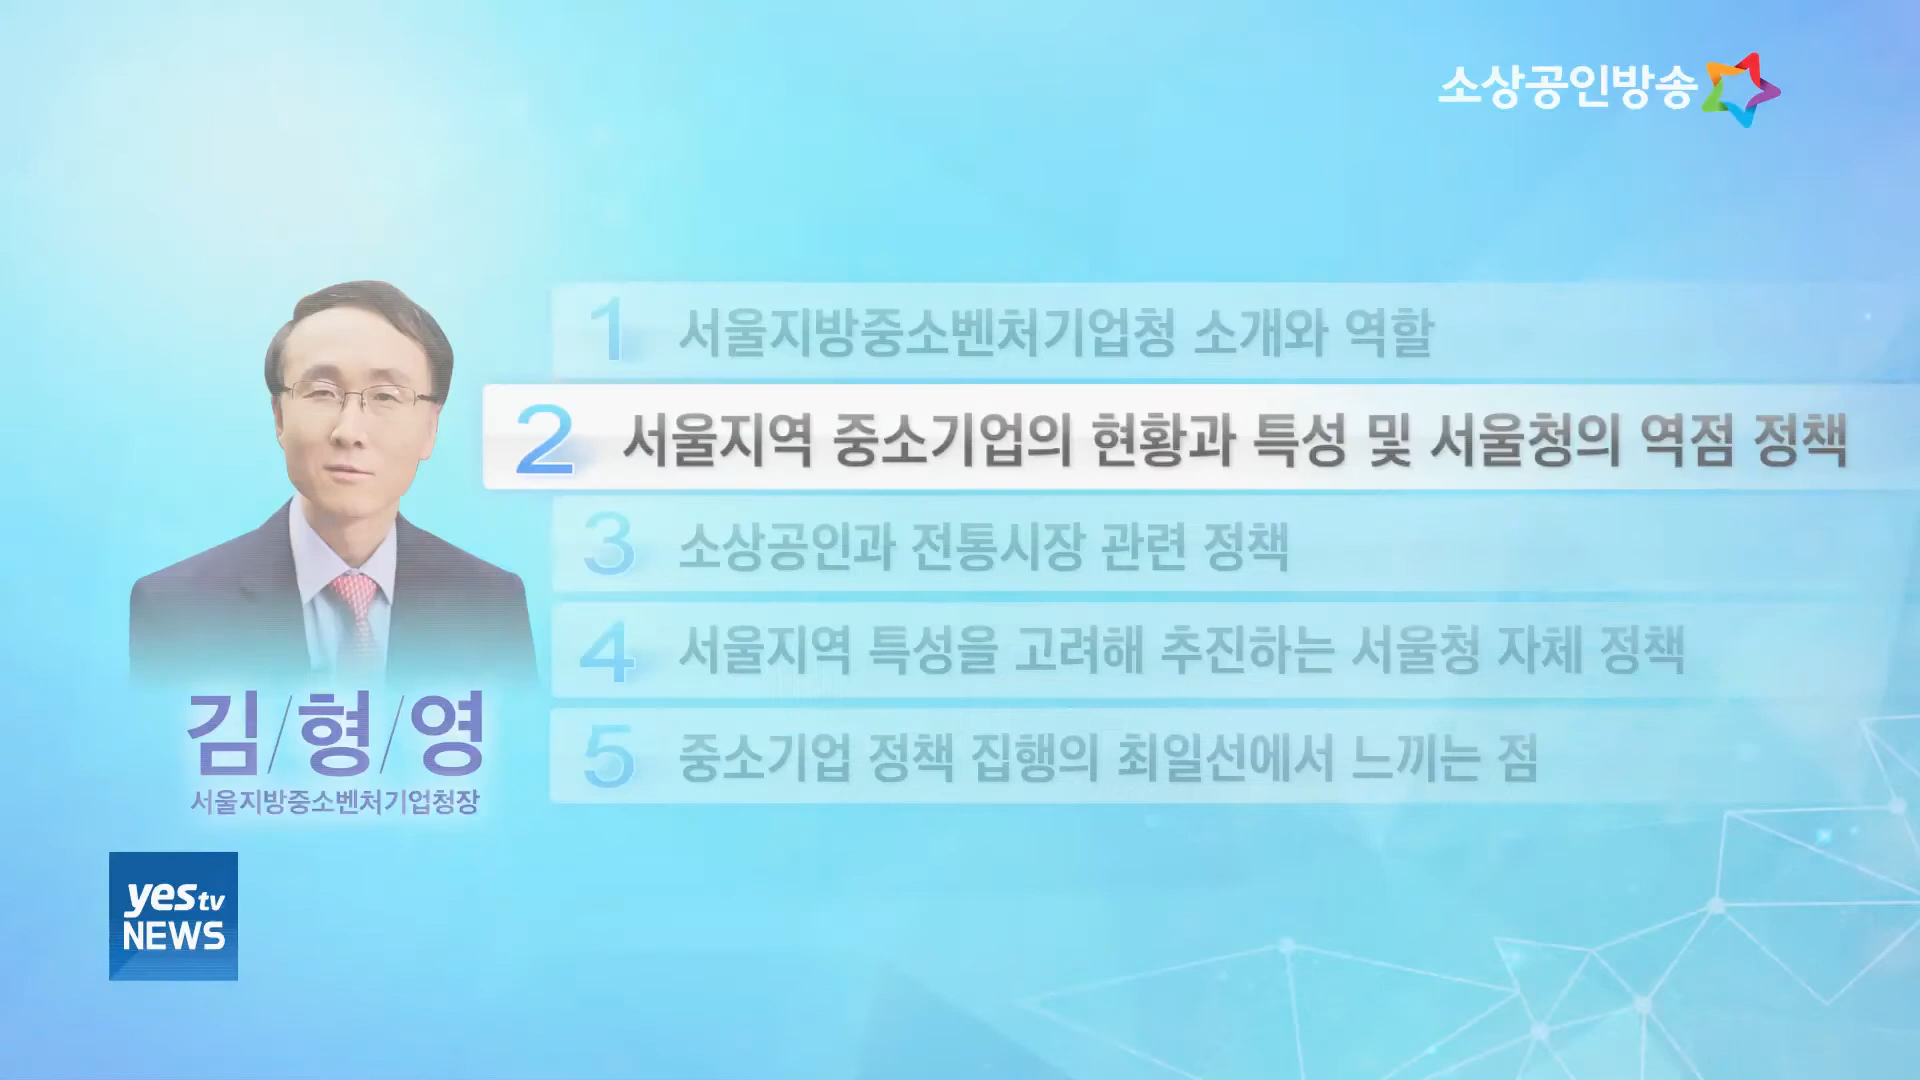 소상공인방송
1 서울지방중소벤처기업청 소개와 역할
2 서울지역 중소기업의 현황과 특성 및 서울청의 역점 정책
3 소상공인과 전통시장 관련 정책
4 서울지역 특성을 고려해 추진하는 서울청 자체 정책
5 중소기업 정책 집행의 최일선에서 느끼는 점
김/형/영
서울지방중소벤처기업청장
yes tv
NEWS